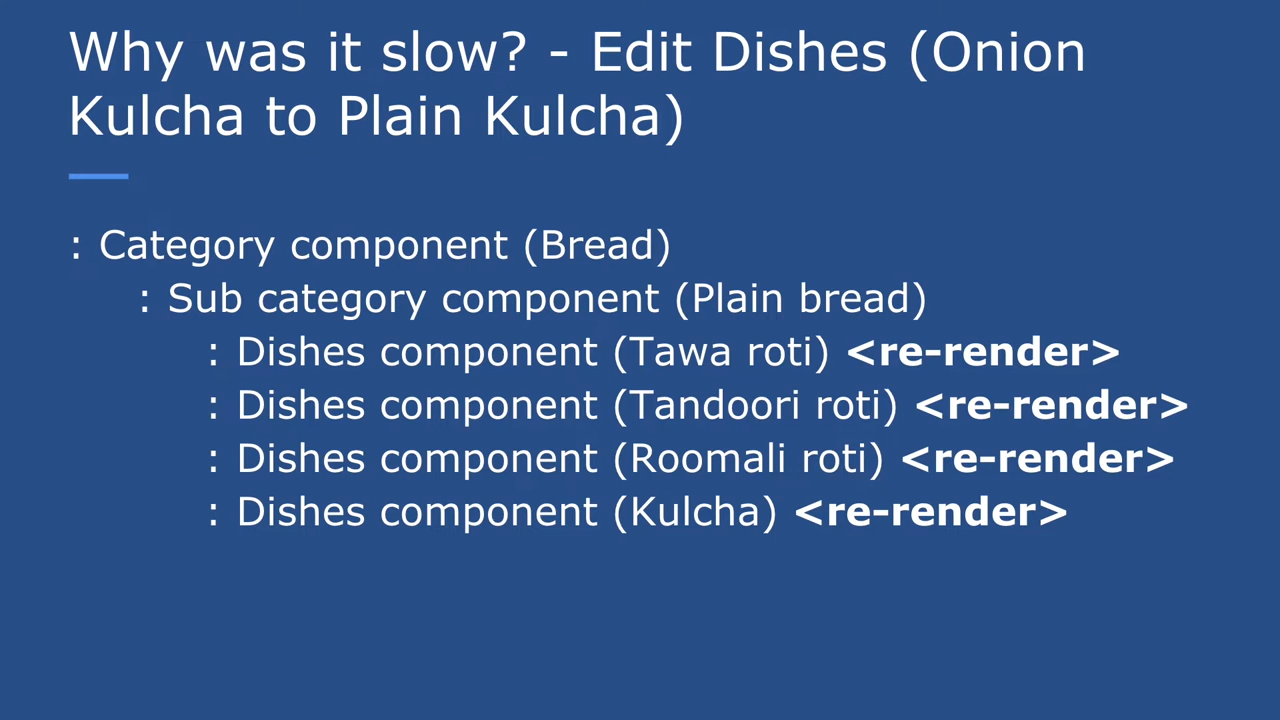 Why was it slow? - Edit Dishes (Onion
Kulcha to Plain Kulcha)
: Category component (Bread)
: Sub category component (Plain bread)
: Dishes component (Tawa roti) <re-render>
: Dishes component (Tandoori roti) <re-render>
: Dishes component (Roomali roti) <re-render>
: Dishes component (Kulcha) <re-render>